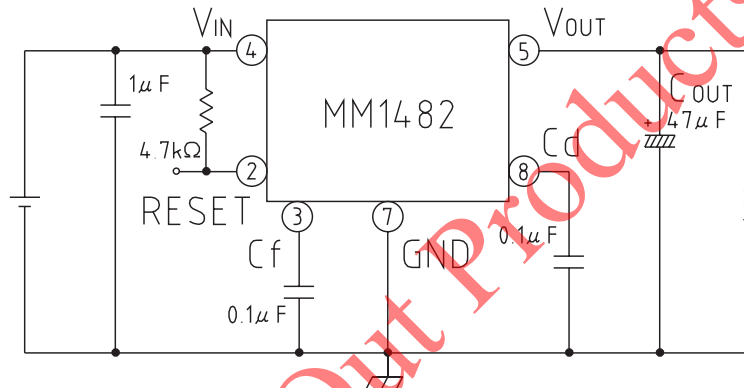 VIN
VOUT
4
5
1μF
MM1482
COUT
+
47μF
4.7kΩ
Cd
2
8
RESET
3
7
0.1μF
Cf
GND
0.1μF
Out Products